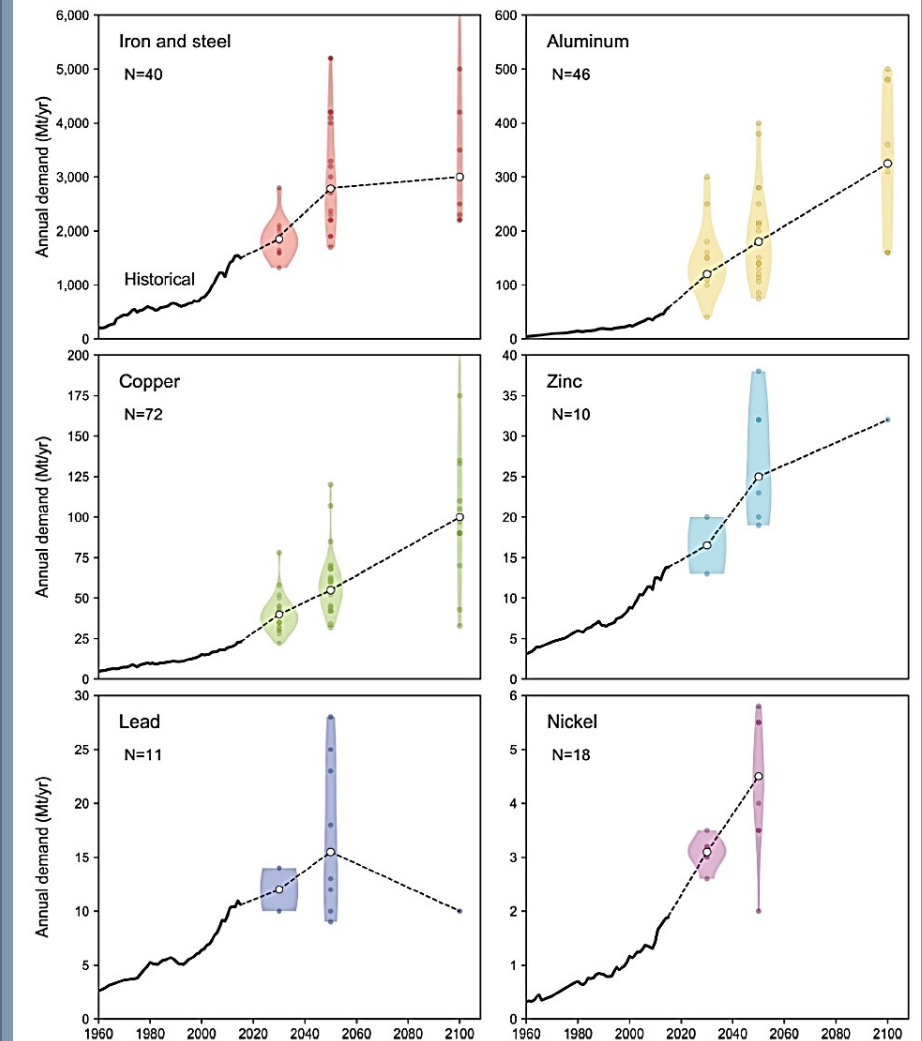 6,000
5,000
4,000
3,000
2,000
1,000
0
Annual demand (Mt/yr)
Iron and steel
N=40
Historical
600
500
400
300
200
100
0
Aluminum
N=46
200
175
150
125
100
75
50
25
0
Annual demand (Mt/yr)
Copper
N=72
40
35
30
25
20
15
10
5
0
Zinc
N=10
30
25
20
15
10
5
0
Annual demand (Mt/yr)
Lead
N=11
1960 1980 2000 2020 2040 2060 2080 2100
6
5
4
3
2
1
0
Nickel
N=18
1960 1980 2000 2020 2040 2060 2080 2100